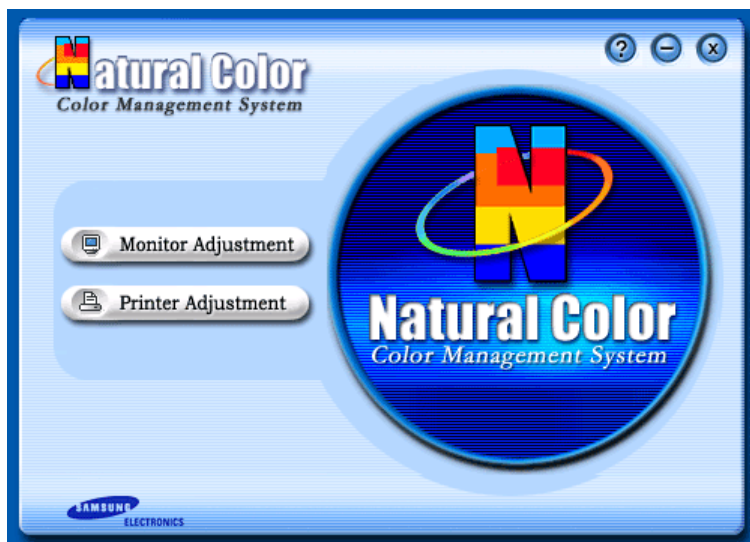 Natural Color
Color Management System
?
–
x
Monitor Adjustment
Printer Adjustment
N
Natural Color
Color Management System
SAMSUNG
ELECTRONICS